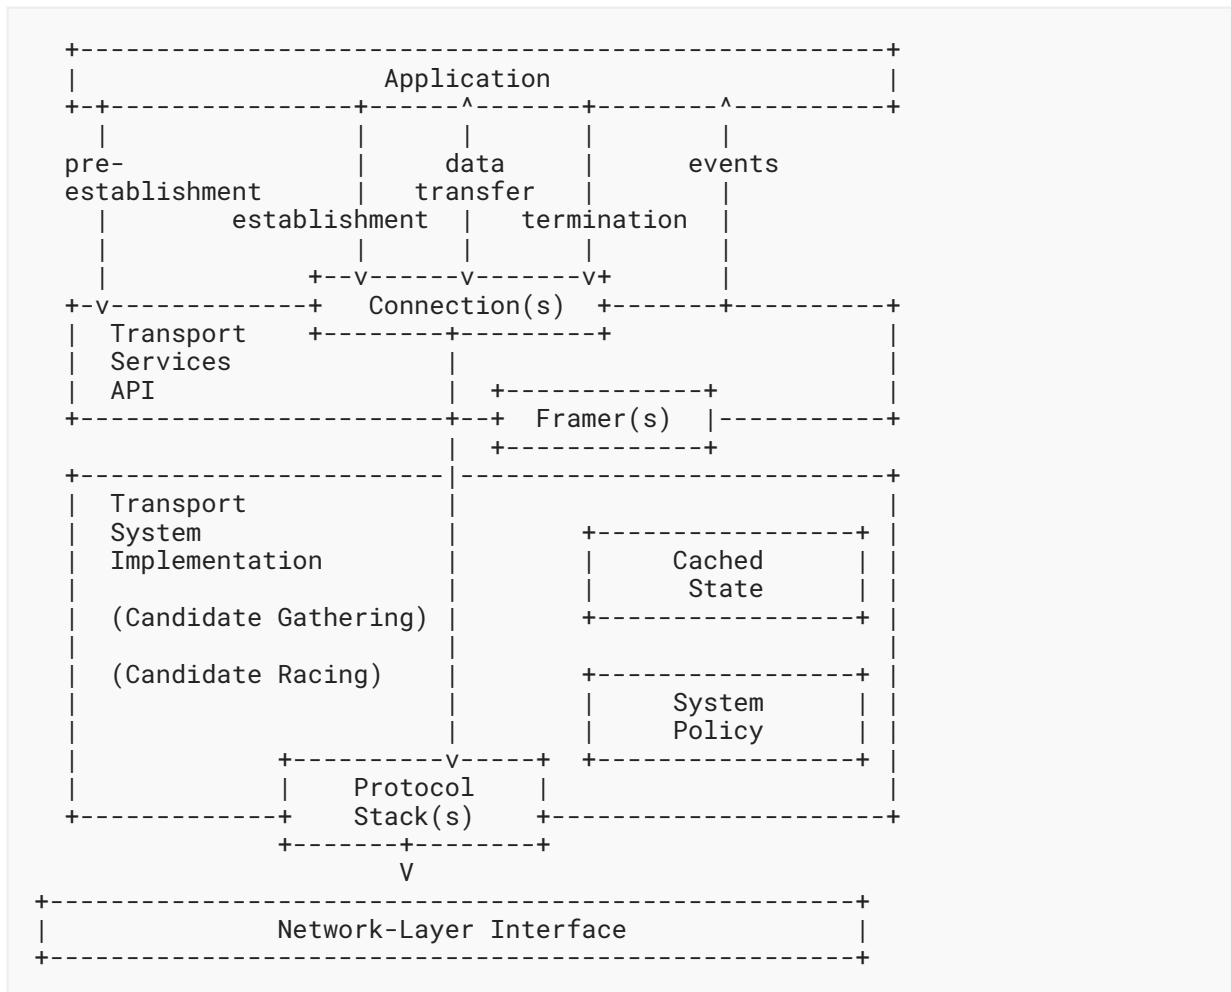 Application
pre-
data
events
establishment
transfer
establishment
termination
Connection(s)
Transport
Services
API
Framer(s)
Transport
System
Implementation
Cached
State
(Candidate Gathering)
(Candidate Racing)
System
Policy
Protocol
Stack(s)
Network-Layer Interface